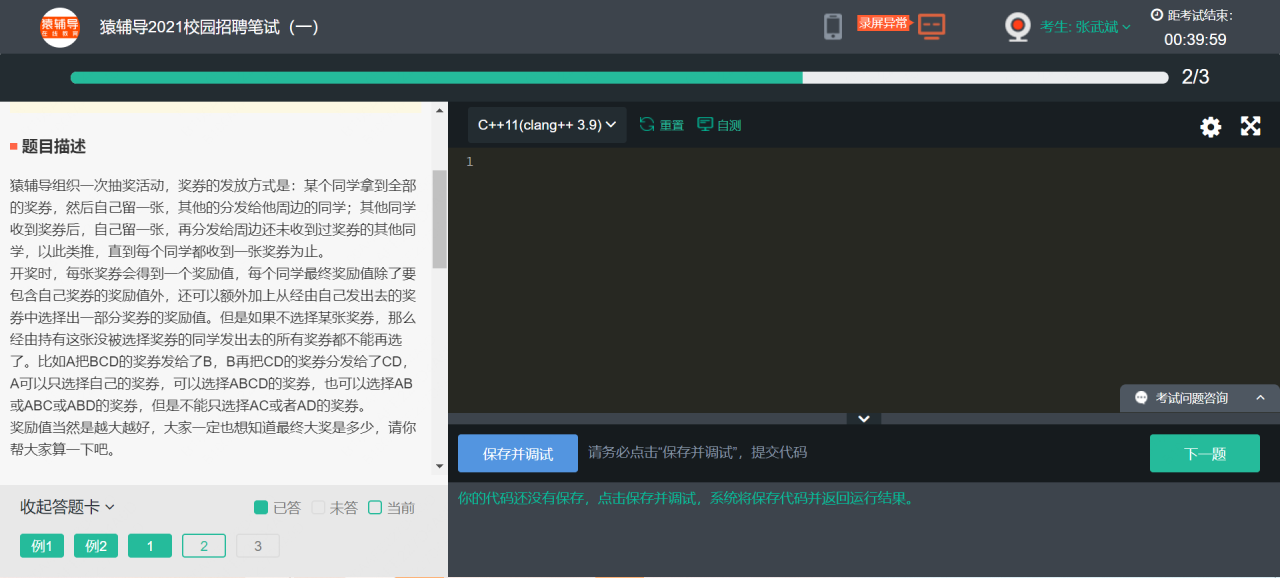 猿辅导
在线教育
猿辅导2021校园招聘笔试（一）
录屏异常
考生: 张武斌
距考试结束:
00:39:59
2/3
题目描述
猿辅导组织一次抽奖活动，奖券的发放方式是：某个同学拿到全部
的奖券，然后自己留一张，其他的分发给他周边的同学；其他同学
收到奖券后，自己留一张，再分发给周边还未收到过奖券的其他同
学，以此类推，直到每个同学都收到一张奖券为止。
开奖时，每张奖券会得到一个奖励值，每个同学最终奖励值除了要
包含自己奖券的奖励值外，还可以额外加上从经由自己发出去的奖
券中选择出一部分奖券的奖励值。但是如果不选择某张奖券，那么
经由持有这张没被选择奖券的同学发出去的所有奖券都不能再选
了。比如A把BCD的奖券发给了B，B再把CD的奖券分发给了CD，
A可以只选择自己的奖券，可以选择ABCD的奖券，也可以选择AB
或ABC或ABD的奖券，但是不能只选择AC或者AD的奖券。
奖励值当然是越大越好，大家一定也想知道最终大奖是多少，请你
帮大家算一下吧。
收起答题卡
已答 未答 当前
例1 例2 1 2 3
C++11(clang++ 3.9) 重置 自测
1
考试问题咨询
保存并调试 请务必点击“保存并调试”，提交代码 下一题
你的代码还没有保存，点击保存并调试，系统将保存代码并返回运行结果。